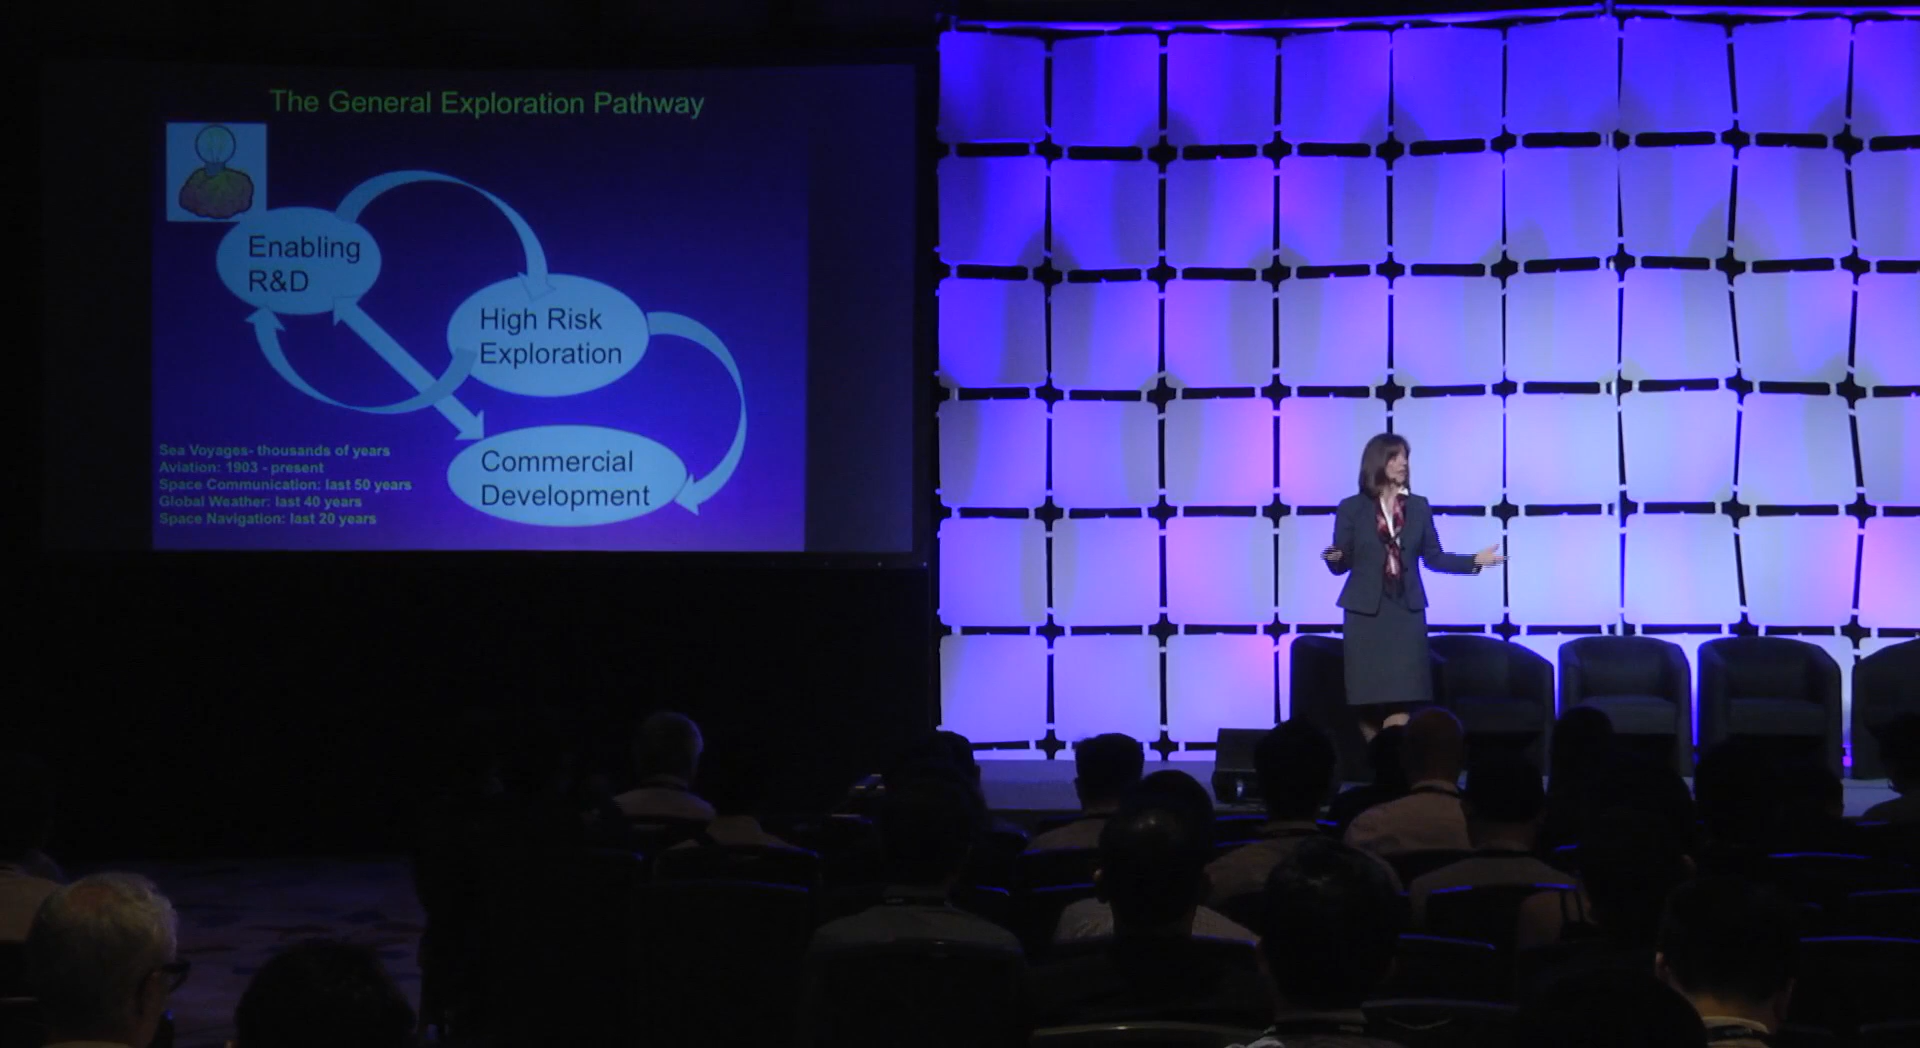 The General Exploration Pathway
Enabling
R&D
High Risk
Exploration
Commercial
Development
Sea Voyages- thousands of years
Aviation: 1903 - present
Space Communication: last 50 years
Global Weather: last 40 years
Space Navigation: last 20 years